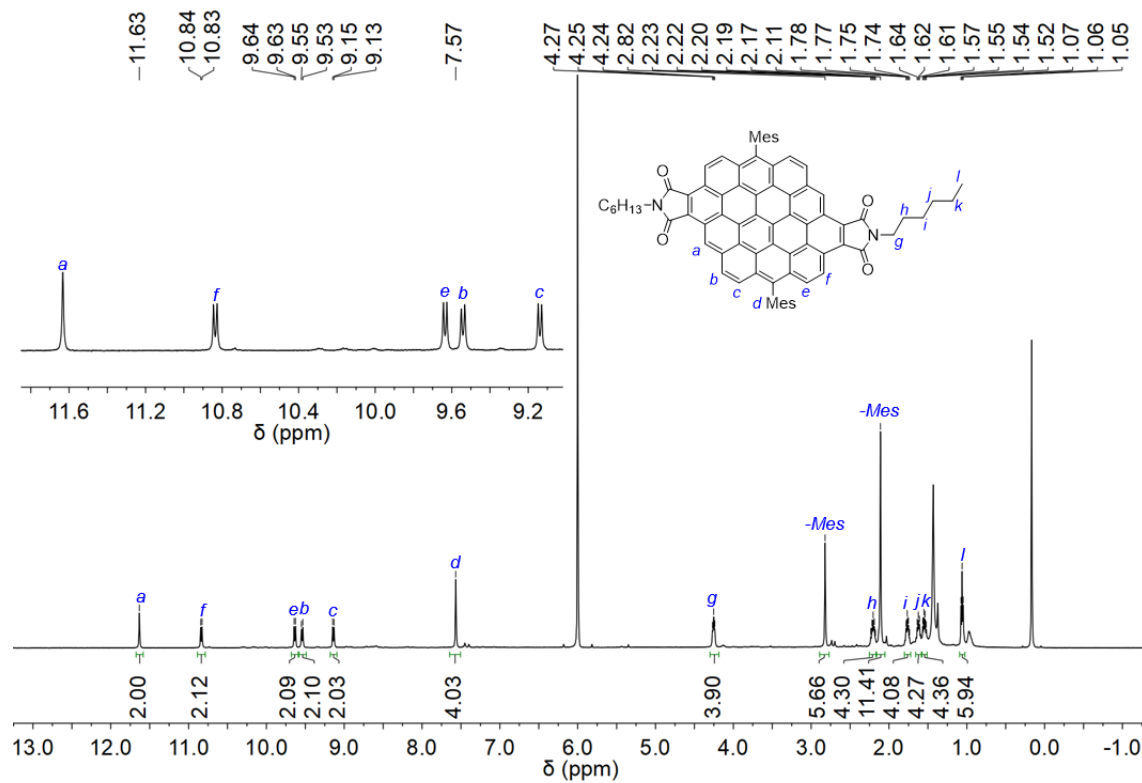 11.63 10.84 10.83 9.64 9.63 9.55 9.53 9.15 9.13 7.57 4.27 4.25 4.24 2.82 2.23 2.22 2.20 2.19 2.17 2.11 1.78 1.77 1.75 1.74 1.64 1.62 1.61 1.57 1.55 1.54 1.52 1.07 1.06 1.05
Mes
O
O
l
j
k
C6H13-N
h
i
N
g
O
O
a
b
f
c
e
d
Mes
a
f
e
b
c
11.6 11.2 10.8 10.4 10.0 9.6 9.2
δ (ppm)
-Mes
-Mes
a
f
e
b
c
d
g
h
i
j
k
l
2.00 2.12 2.09 2.10 2.03 4.03 3.90 5.66 4.30 11.41 4.08 4.27 4.36 5.94
13.0 12.0 11.0 10.0 9.0 8.0 7.0 6.0 5.0 4.0 3.0 2.0 1.0 0.0 -1.0
δ (ppm)